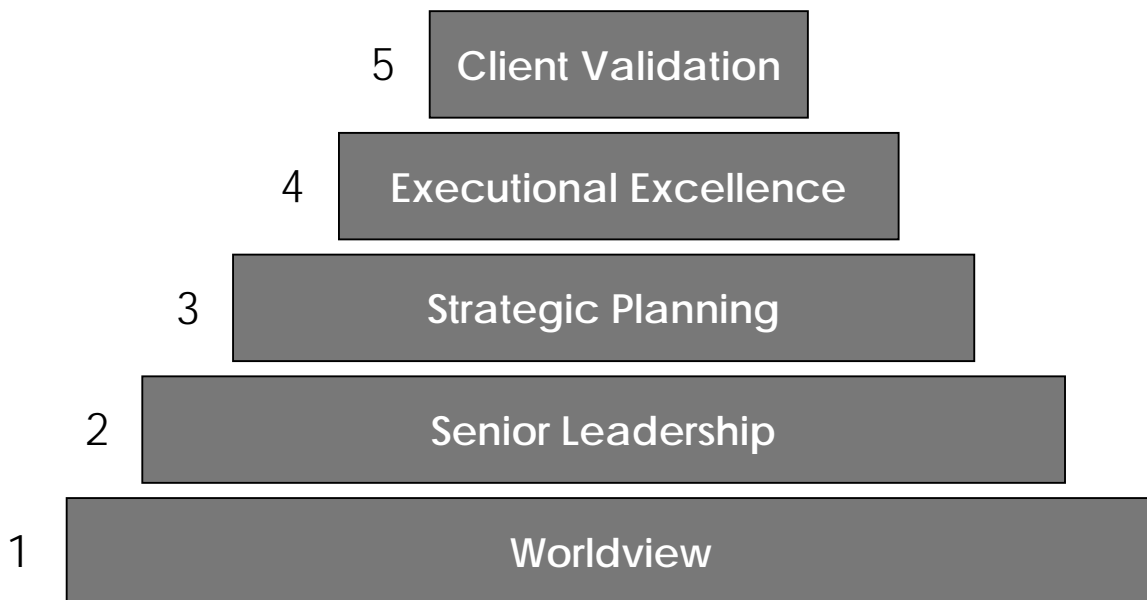 5 Client Validation
4 Executional Excellence
3 Strategic Planning
2 Senior Leadership
1 Worldview